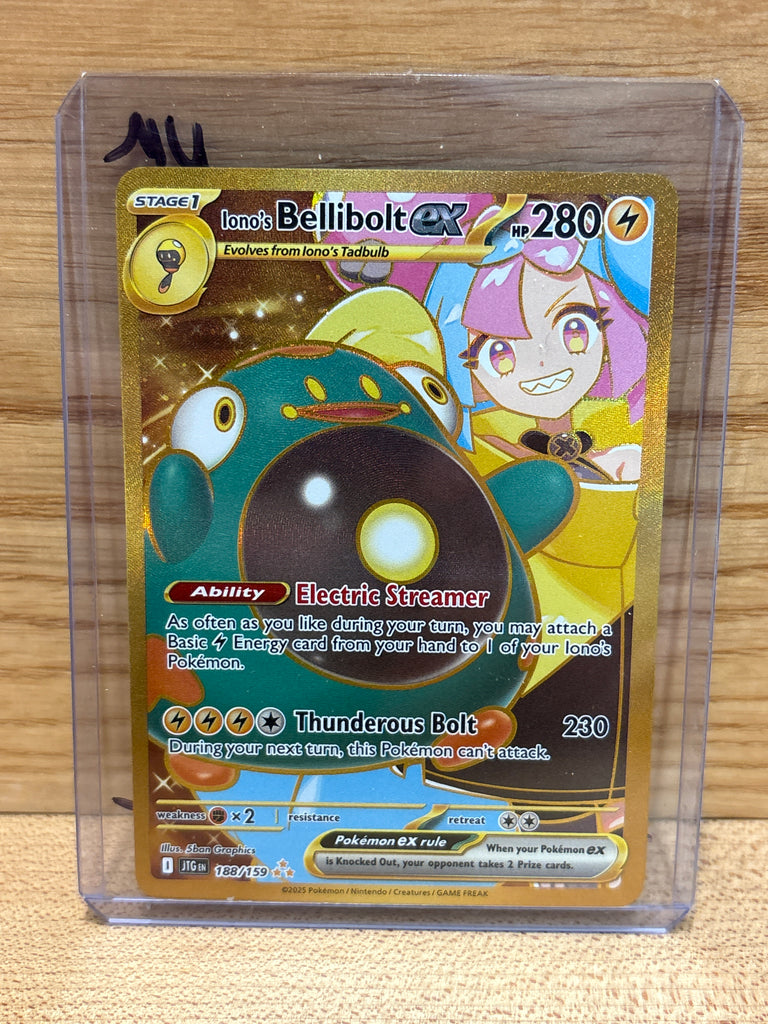 STAGE 1
Iono's Bellibolt ex HP 280
Evolves from Iono's Tadbulb
Ability Electric Streamer
As often as you like during your turn, you may attach a
Basic Energy card from your hand to 1 of your Iono's
Pokémon.
Thunderous Bolt 230
During your next turn, this Pokémon can't attack.
weakness ×2 resistance retreat
Illus. 5ban Graphics
Pokémon ex rule
When your Pokémon ex
is Knocked Out, your opponent takes 2 Prize cards.
I JTG EN 188/159
©2025 Pokémon / Nintendo / Creatures / GAME FREAK